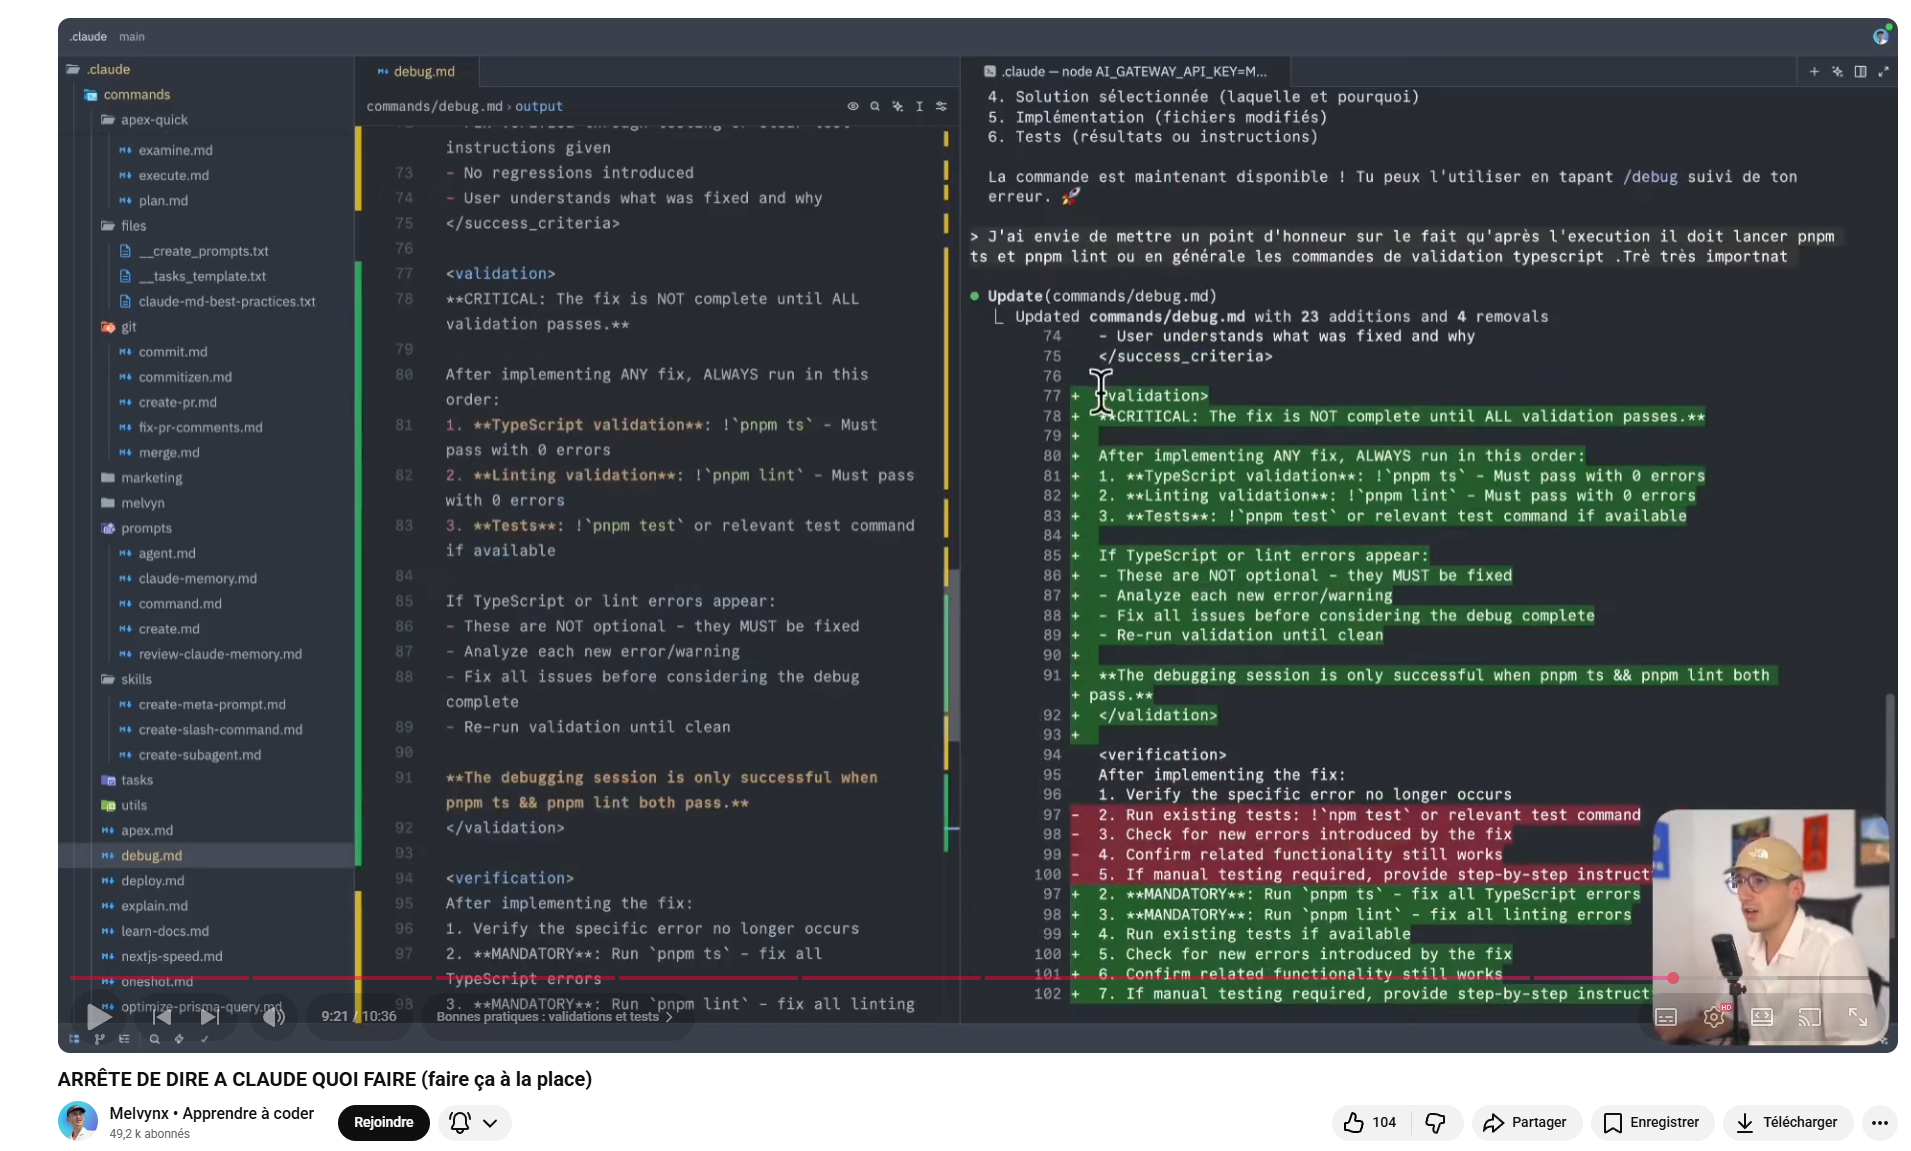 .claude main
.claude
commands
apex-quick
examine.md
execute.md
plan.md
files
__create_prompts.txt
__tasks_template.txt
claude-md-best-practices.txt
git
commit.md
commitizen.md
create-pr.md
fix-pr-comments.md
merge.md
marketing
melvyn
prompts
agent.md
claude-memory.md
command.md
create.md
review-claude-memory.md
skills
create-meta-prompt.md
create-slash-command.md
create-subagent.md
tasks
utils
apex.md
debug.md
deploy.md
explain.md
learn-docs.md
nextjs-speed.md
oneshot.md
optimize-prisma-query.md
debug.md
commands/debug.md › output
instructions given
73 - No regressions introduced
74 - User understands what was fixed and why
75 </success_criteria>
76
77 <validation>
78 **CRITICAL: The fix is NOT complete until ALL
validation passes.**
79
80 After implementing ANY fix, ALWAYS run in this
order:
81 1. **TypeScript validation**: !`pnpm ts` - Must
pass with 0 errors
82 2. **Linting validation**: !`pnpm lint` - Must pass
with 0 errors
83 3. **Tests**: !`pnpm test` or relevant test command
if available
84
85 If TypeScript or lint errors appear:
86 - These are NOT optional - they MUST be fixed
87 - Analyze each new error/warning
88 - Fix all issues before considering the debug
complete
89 - Re-run validation until clean
90
91 **The debugging session is only successful when
pnpm ts && pnpm lint both pass.**
92 </validation>
93
94 <verification>
95 After implementing the fix:
96 1. Verify the specific error no longer occurs
97 2. **MANDATORY**: Run `pnpm ts` - fix all
TypeScript errors
98 3. **MANDATORY**: Run `pnpm lint` - fix all linting
.claude — node AI_GATEWAY_API_KEY=M...
4. Solution sélectionnée (laquelle et pourquoi)
5. Implémentation (fichiers modifiés)
6. Tests (résultats ou instructions)
La commande est maintenant disponible ! Tu peux l'utiliser en tapant /debug suivi de ton
erreur. 🚀
> J'ai envie de mettre un point d'honneur sur le fait qu'après l'execution il doit lancer pnpm
ts et pnpm lint ou en générale les commandes de validation typescript .Trè très importnat
Update(commands/debug.md)
Updated commands/debug.md with 23 additions and 4 removals
74 - User understands what was fixed and why
75 </success_criteria>
76
77 + <validation>
78 + **CRITICAL: The fix is NOT complete until ALL validation passes.**
79 +
80 + After implementing ANY fix, ALWAYS run in this order:
81 + 1. **TypeScript validation**: !`pnpm ts` - Must pass with 0 errors
82 + 2. **Linting validation**: !`pnpm lint` - Must pass with 0 errors
83 + 3. **Tests**: !`pnpm test` or relevant test command if available
84 +
85 + If TypeScript or lint errors appear:
86 + - These are NOT optional - they MUST be fixed
87 + - Analyze each new error/warning
88 + - Fix all issues before considering the debug complete
89 + - Re-run validation until clean
90 +
91 + **The debugging session is only successful when pnpm ts && pnpm lint both
+ pass.**
92 + </validation>
93 +
94 <verification>
95 After implementing the fix:
96 1. Verify the specific error no longer occurs
97 - 2. Run existing tests: !`npm test` or relevant test command
98 - 3. Check for new errors introduced by the fix
99 - 4. Confirm related functionality still works
100 - 5. If manual testing required, provide step-by-step instruct
97 + 2. **MANDATORY**: Run `pnpm ts` - fix all TypeScript errors
98 + 3. **MANDATORY**: Run `pnpm lint` - fix all linting errors
99 + 4. Run existing tests if available
100 + 5. Check for new errors introduced by the fix
101 + 6. Confirm related functionality still works
102 + 7. If manual testing required, provide step-by-step instruct
9:21 / 10:36
Bonnes pratiques : validations et tests
HD
ARRÊTE DE DIRE A CLAUDE QUOI FAIRE (faire ça à la place)
Melvynx • Apprendre à coder
49,2 k abonnés
Rejoindre
104
Partager
Enregistrer
Télécharger